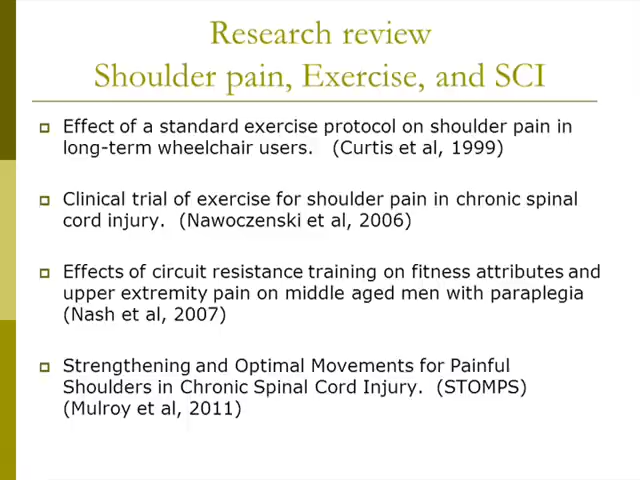 Research review
Shoulder pain, Exercise, and SCI
Effect of a standard exercise protocol on shoulder pain in
long-term wheelchair users. (Curtis et al, 1999)
Clinical trial of exercise for shoulder pain in chronic spinal
cord injury. (Nawoczenski et al, 2006)
Effects of circuit resistance training on fitness attributes and
upper extremity pain on middle aged men with paraplegia
(Nash et al, 2007)
Strengthening and Optimal Movements for Painful
Shoulders in Chronic Spinal Cord Injury. (STOMPS)
(Mulroy et al, 2011)